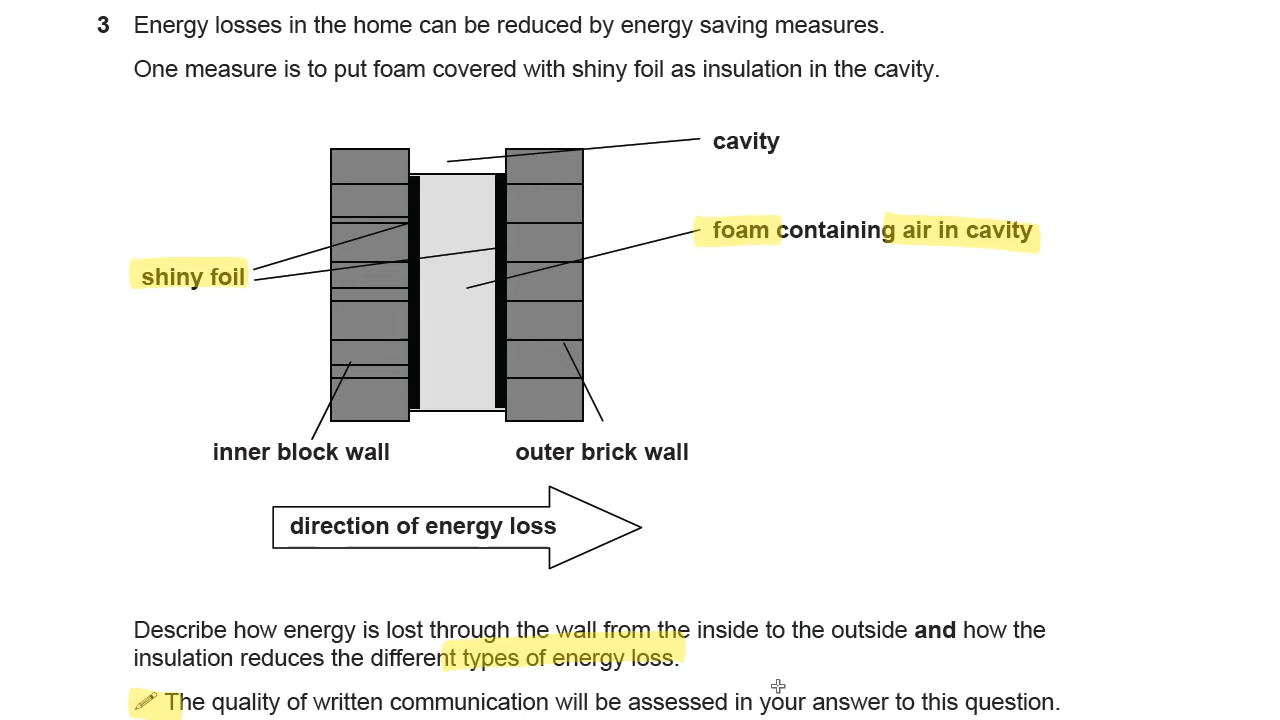 3 Energy losses in the home can be reduced by energy saving measures.
One measure is to put foam covered with shiny foil as insulation in the cavity.
cavity
foam containing air in cavity
shiny foil
inner block wall
outer brick wall
direction of energy loss
Describe how energy is lost through the wall from the inside to the outside and how the
insulation reduces the different types of energy loss.
The quality of written communication will be assessed in your answer to this question.